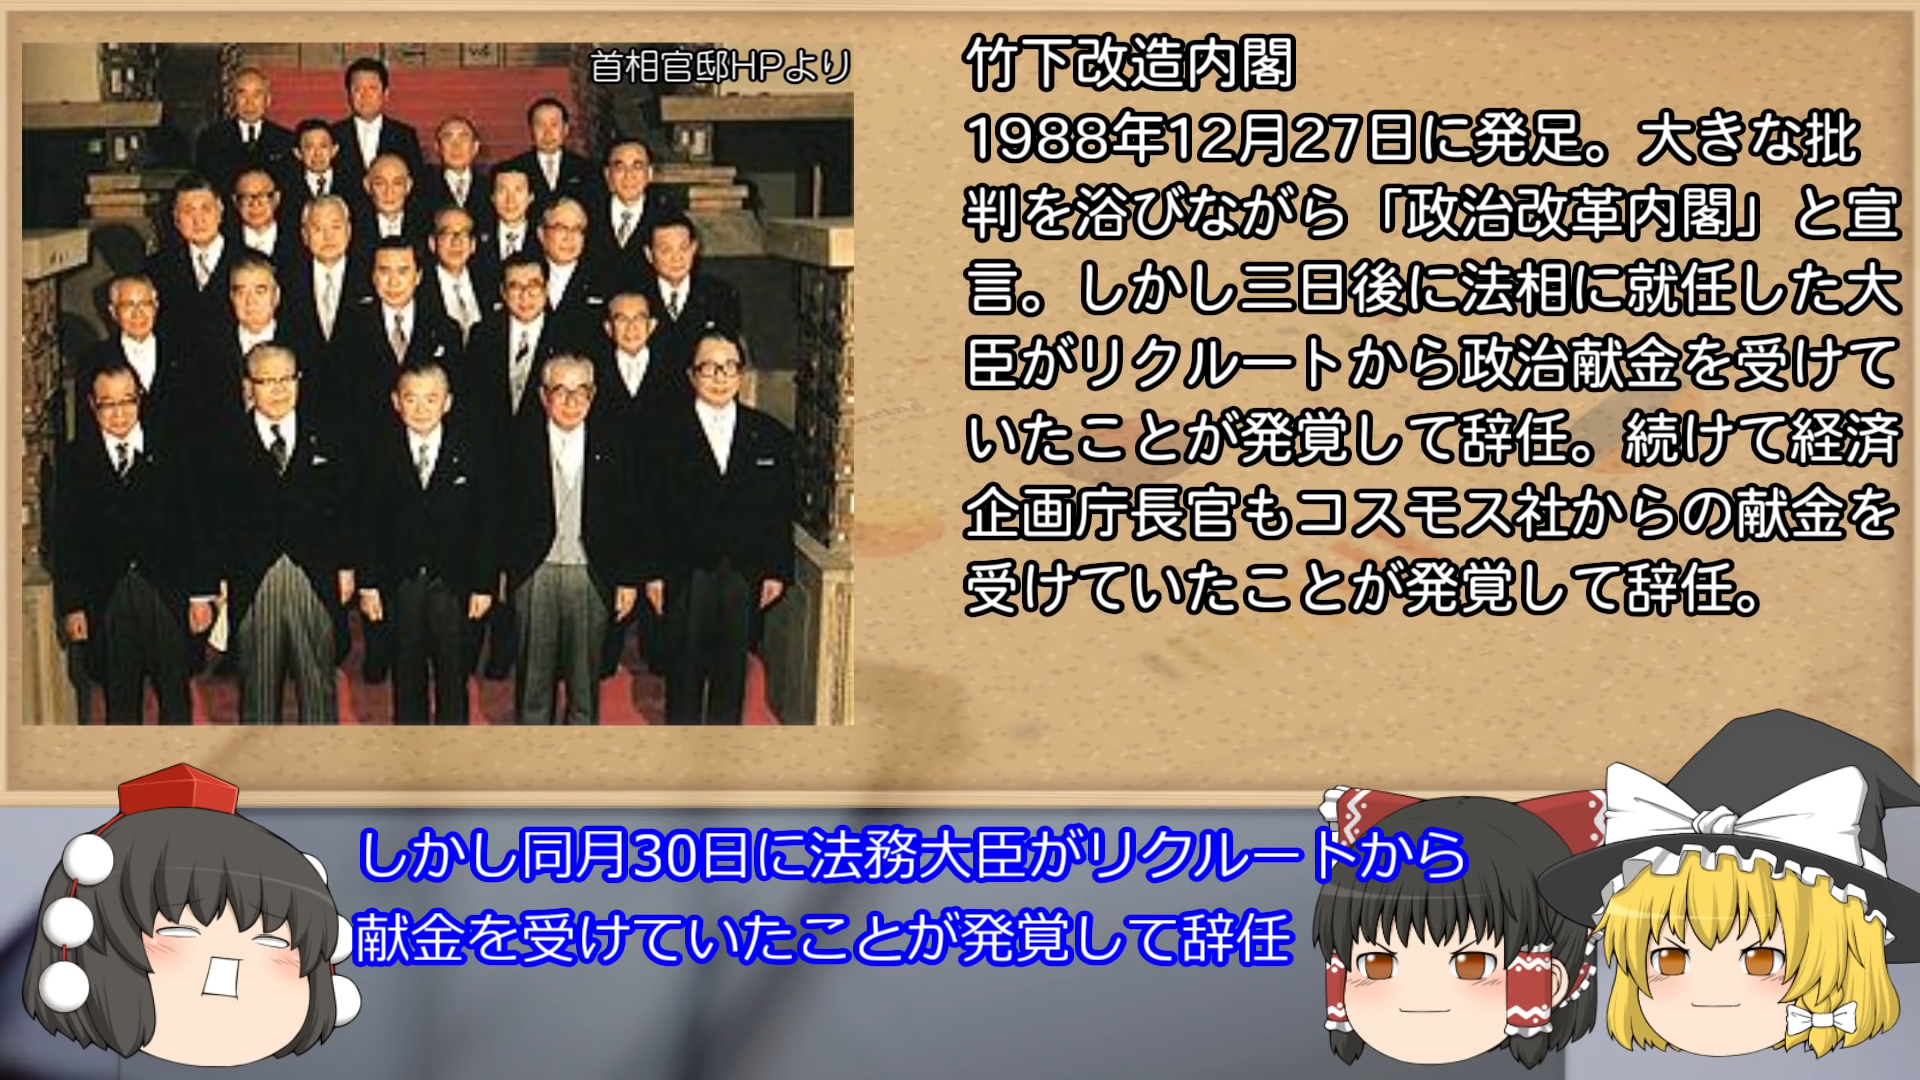 首相官邸HPより
竹下改造内閣
1988年12月27日に発足。大きな批
判を浴びながら「政治改革内閣」と宣
言。しかし三日後に法相に就任した大
臣がリクルートから政治献金を受けて
いたことが発覚して辞任。続けて経済
企画庁長官もコスモス社からの献金を
受けていたことが発覚して辞任。
しかし同月30日に法務大臣がリクルートから
献金を受けていたことが発覚して辞任